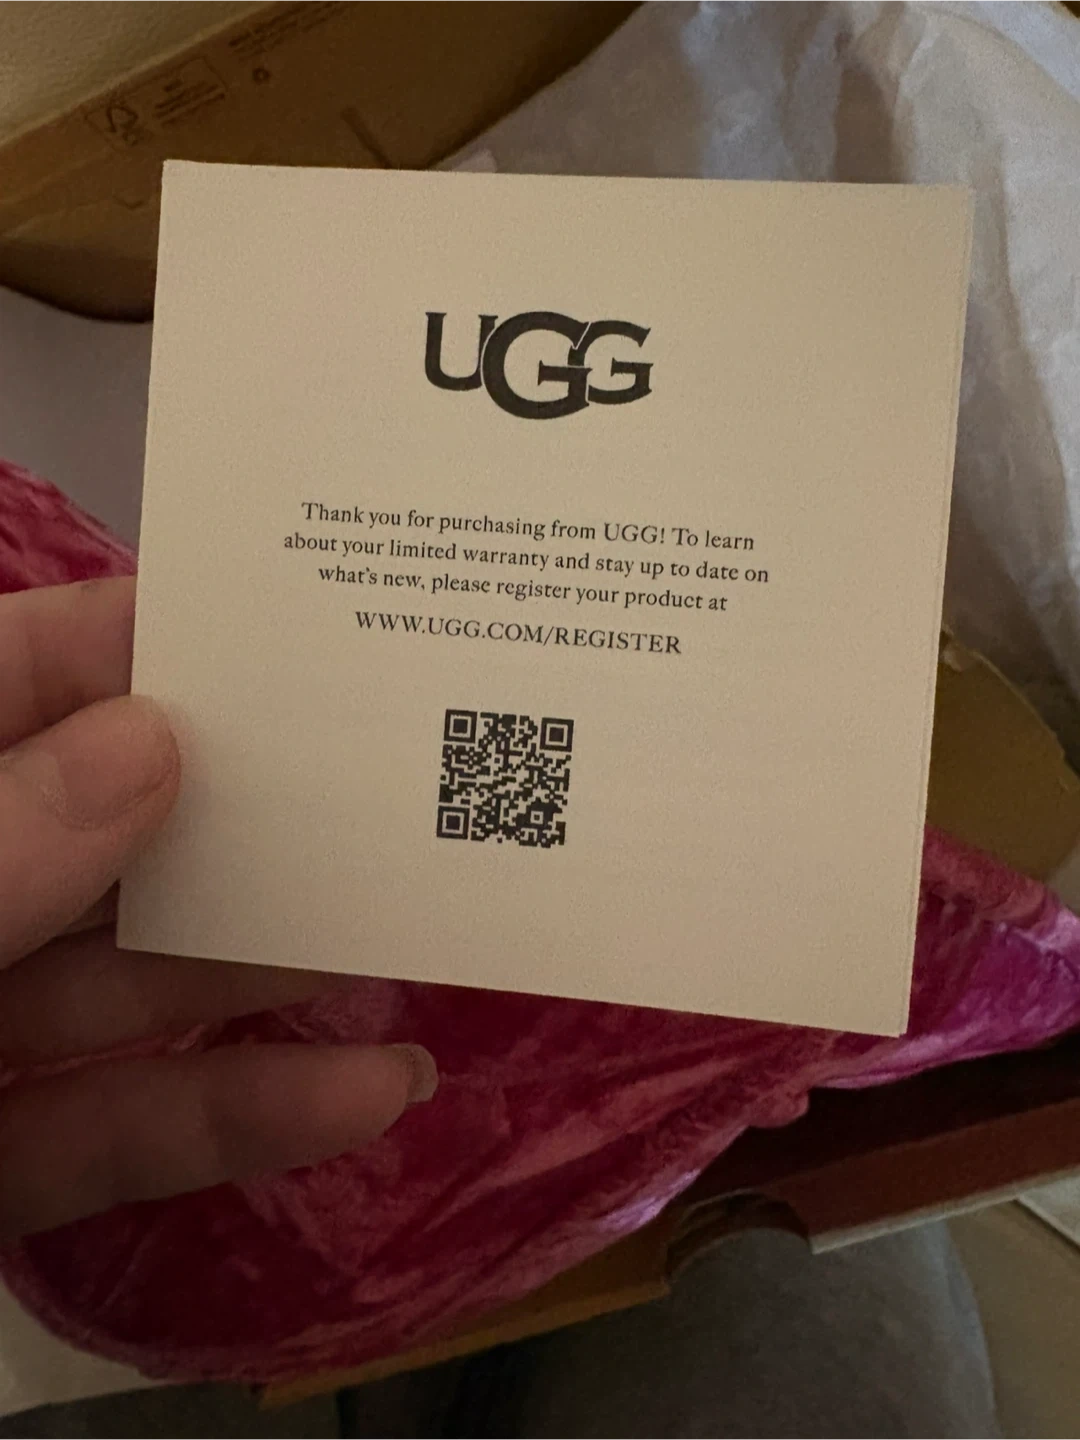 UGG
Thank you for purchasing from UGG! To learn
about your limited warranty and stay up to date on
what's new, please register your product at
WWW.UGG.COM/REGISTER